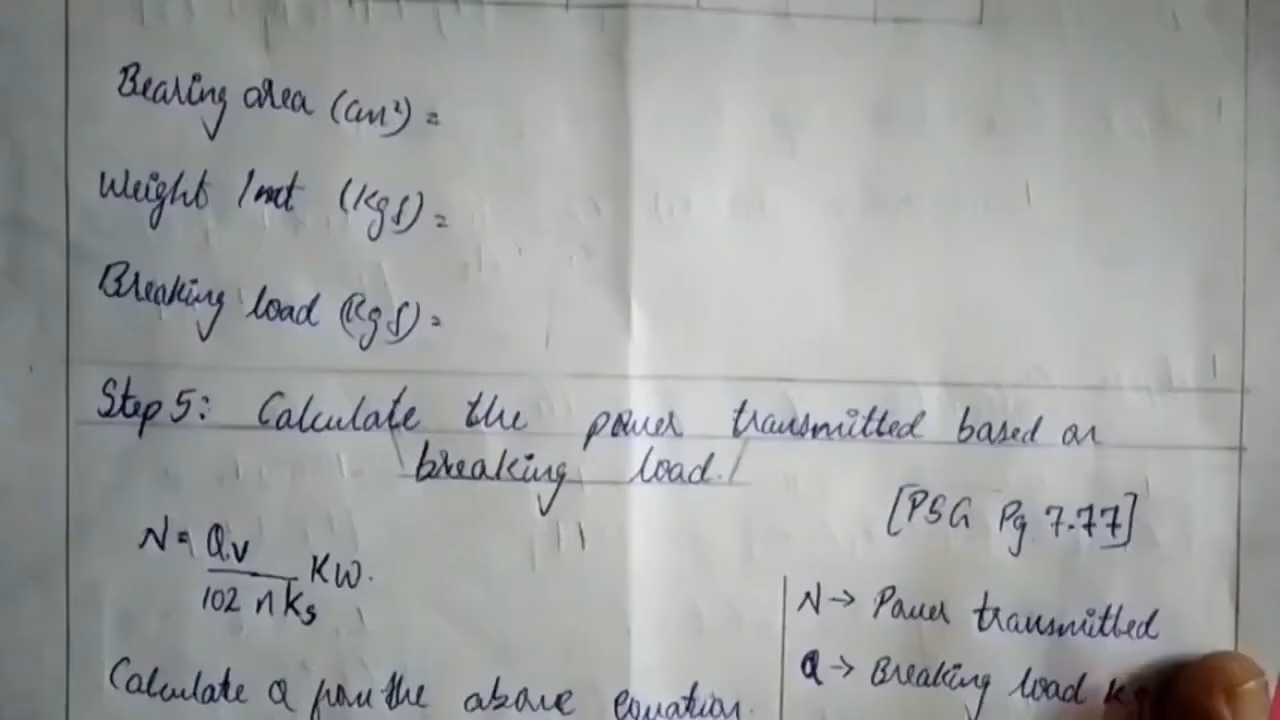 Bearing area (cm²) =
Weight / mt (Kgf) =
Breaking load (Kgf) =
Step 5: Calculate the power transmitted based on
breaking load.
[PSG Pg 7.77]
N = Q.v / 102 n ks KW.
N → Power transmitted
Q → Breaking load
Calculate Q from the above equation.